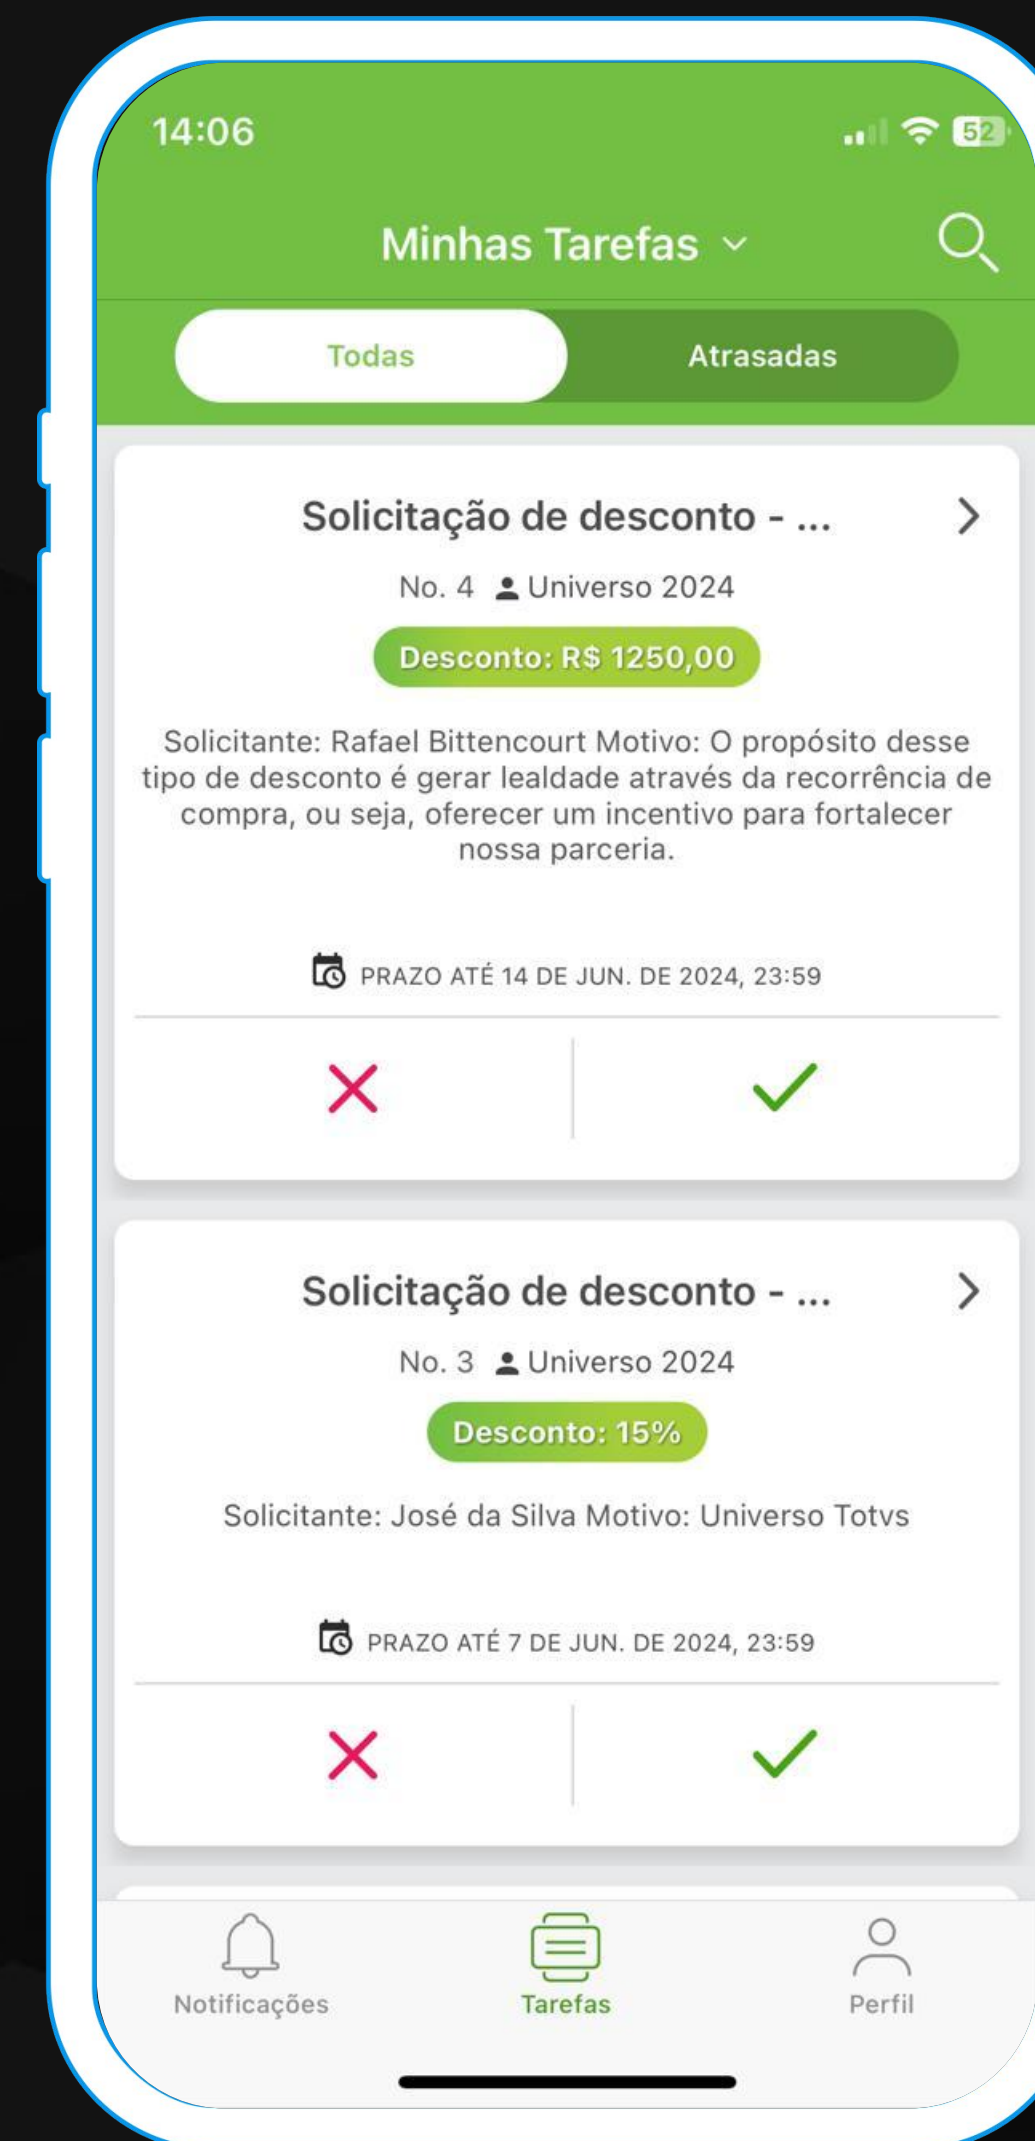 14:06
52
Minhas Tarefas
Todas
Atrasadas
Solicitação de desconto - ...
No. 4 Universo 2024
Desconto: R$ 1250,00
Solicitante: Rafael Bittencourt Motivo: O propósito desse
tipo de desconto é gerar lealdade através da recorrência de
compra, ou seja, oferecer um incentivo para fortalecer
nossa parceria.
PRAZO ATÉ 14 DE JUN. DE 2024, 23:59
Solicitação de desconto - ...
No. 3 Universo 2024
Desconto: 15%
Solicitante: José da Silva Motivo: Universo Totvs
PRAZO ATÉ 7 DE JUN. DE 2024, 23:59
Notificações
Tarefas
Perfil